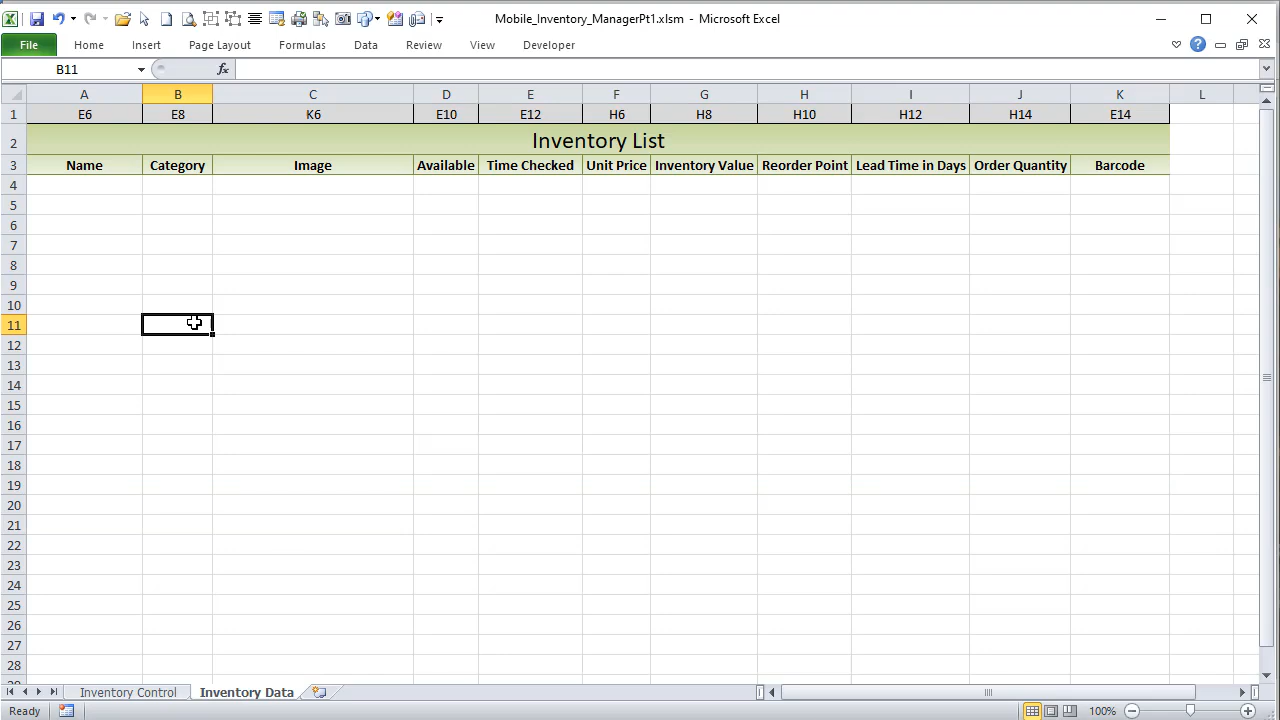 Mobile_Inventory_ManagerPt1.xlsm - Microsoft Excel
File Home Insert Page Layout Formulas Data Review View Developer
B11 fx
A B C D E F G H I J K L
1 E6 E8 K6 E10 E12 H6 H8 H10 H12 H14 E14
2 Inventory List
3 Name Category Image Available Time Checked Unit Price Inventory Value Reorder Point Lead Time in Days Order Quantity Barcode
4
5
6
7
8
9
10
11
12
13
14
15
16
17
18
19
20
21
22
23
24
25
26
27
28
Inventory Control Inventory Data
Ready 100%